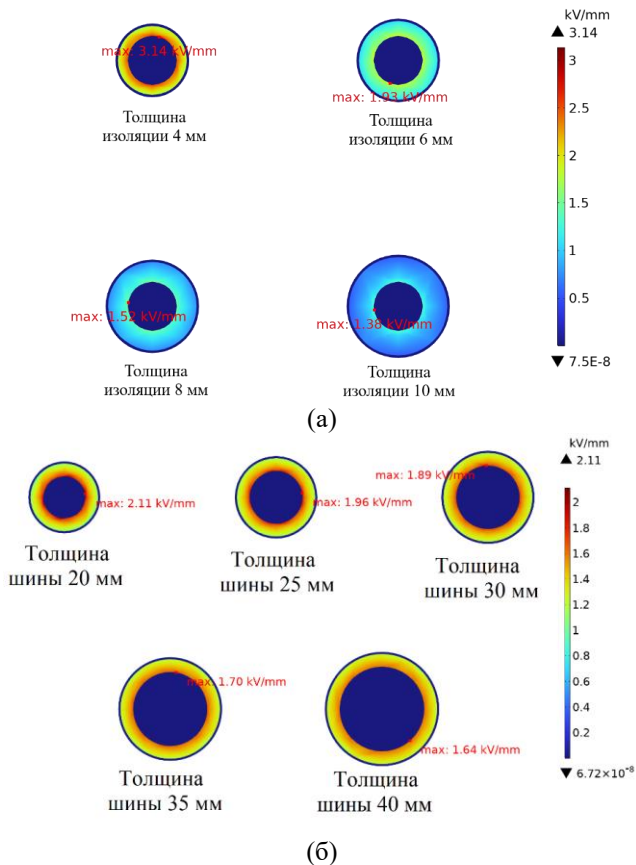 kV/mm
▲ 3.14
max: 3.14 kV/mm
max: 1.93 kV/mm
Толщина
изоляции 4 мм
Толщина
изоляции 6 мм
3
2.5
2
1.5
1
0.5
max: 1.52 kV/mm
max: 1.38 kV/mm
Толщина
изоляции 8 мм
Толщина
изоляции 10 мм
▼ 7.5E-8
(а)
kV/mm
▲ 2.11
max: 2.11 kV/mm
max: 1.96 kV/mm
max: 1.89 kV/mm
Толщина
шины 20 мм
Толщина
шины 25 мм
Толщина
шины 30 мм
2
1.8
1.6
1.4
1.2
1
0.8
0.6
0.4
0.2
max: 1.70 kV/mm
max: 1.64 kV/mm
Толщина
шины 35 мм
Толщина
шины 40 мм
▼ 6.72×10⁻⁸
(б)